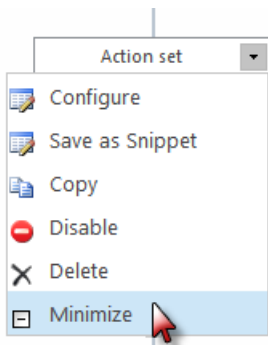 Action set
Configure
Save as Snippet
Copy
Disable
Delete
Minimize